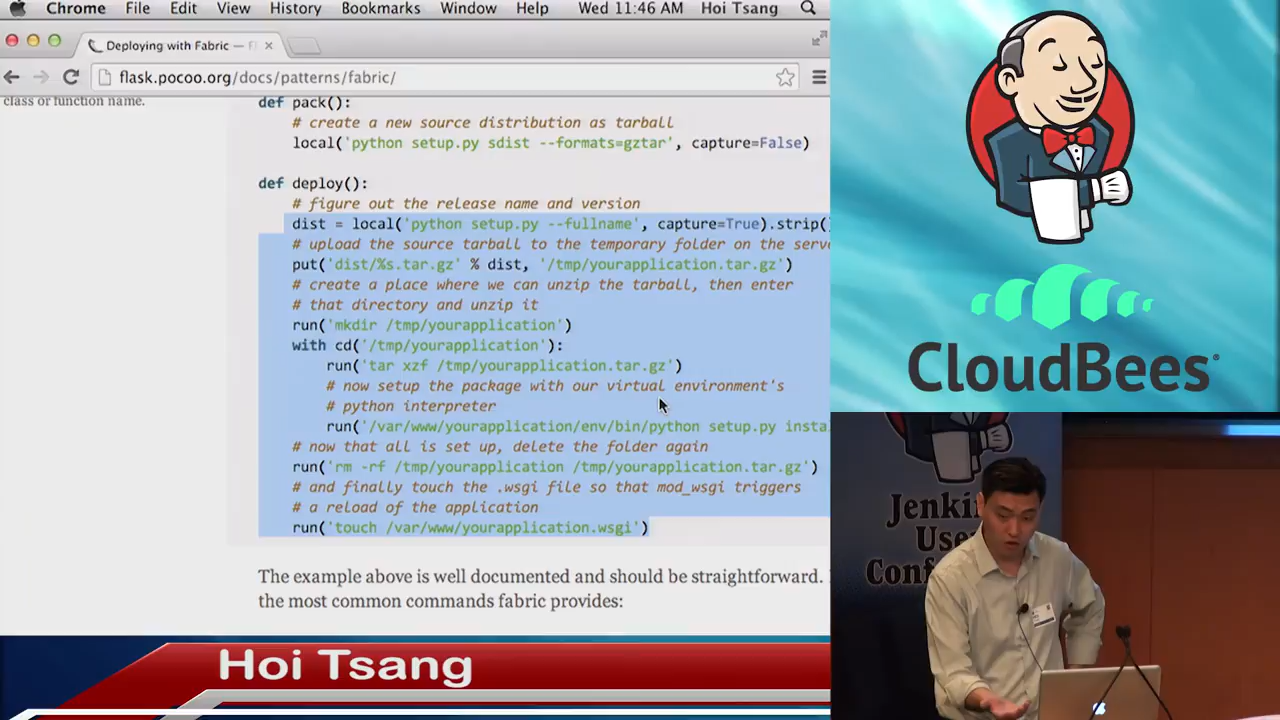 Chrome File Edit View History Bookmarks Window Help Wed 11:46 AM Hoi Tsang
Deploying with Fabric —
flask.pocoo.org/docs/patterns/fabric/
class or function name.
def pack():
# create a new source distribution as tarball
local('python setup.py sdist --formats=gztar', capture=False)
def deploy():
# figure out the release name and version
dist = local('python setup.py --fullname', capture=True).strip(
# upload the source tarball to the temporary folder on the serve
put('dist/%s.tar.gz' % dist, '/tmp/yourapplication.tar.gz')
# create a place where we can unzip the tarball, then enter
# that directory and unzip it
run('mkdir /tmp/yourapplication')
with cd('/tmp/yourapplication'):
run('tar xzf /tmp/yourapplication.tar.gz')
# now setup the package with our virtual environment's
# python interpreter
run('/var/www/yourapplication/env/bin/python setup.py insta
# now that all is set up, delete the folder again
run('rm -rf /tmp/yourapplication /tmp/yourapplication.tar.gz')
# and finally touch the .wsgi file so that mod_wsgi triggers
# a reload of the application
run('touch /var/www/yourapplication.wsgi')
The example above is well documented and should be straightforward.
the most common commands fabric provides:
Hoi Tsang
CloudBees®
Jenkin
Use
Conf